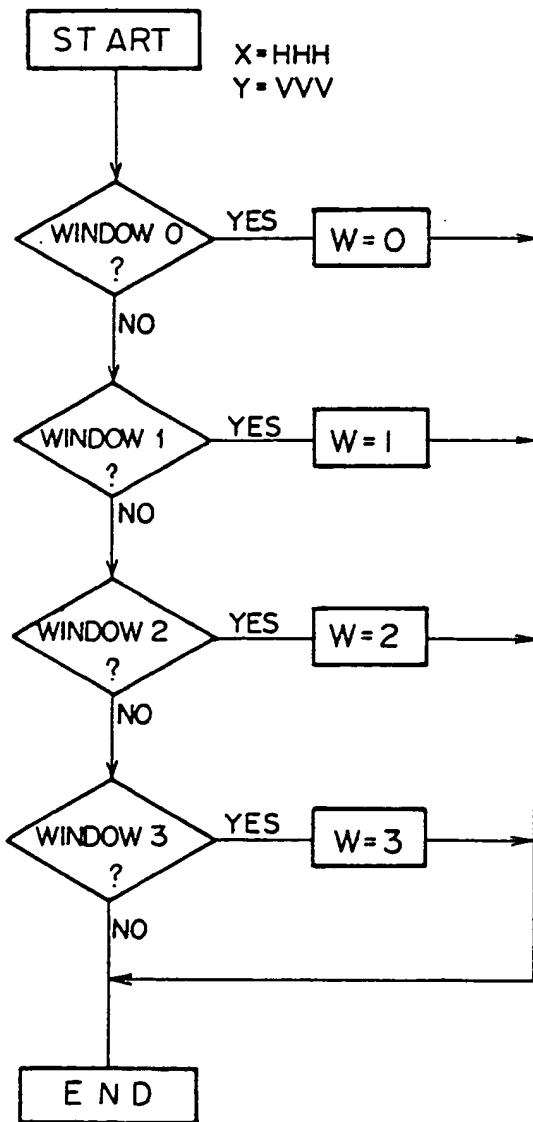 START
X=HHH
Y=VVV
WINDOW 0
?
YES
W=0
NO
WINDOW 1
?
YES
W=1
NO
WINDOW 2
?
YES
W=2
NO
WINDOW 3
?
YES
W=3
NO
END